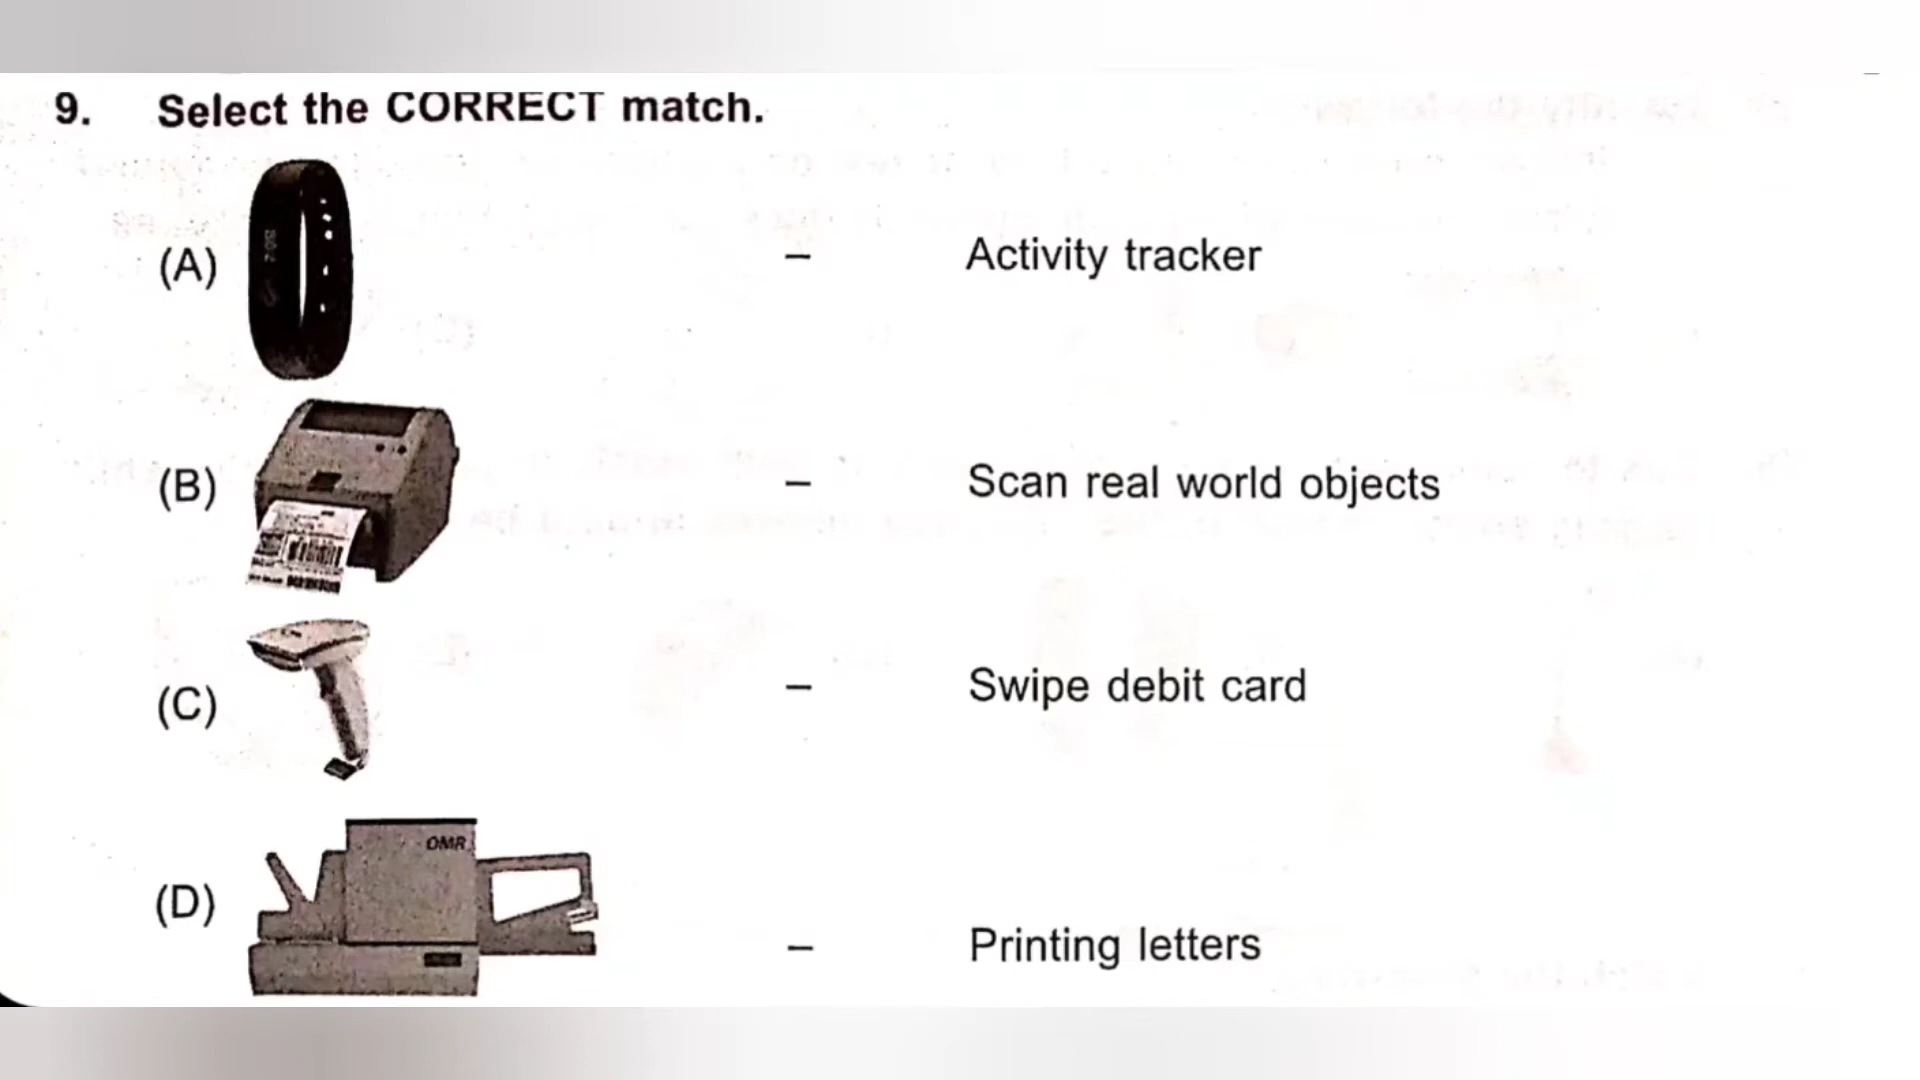 9. Select the CORRECT match.
(A) – Activity tracker
(B) – Scan real world objects
(C) – Swipe debit card
OMR
(D) – Printing letters